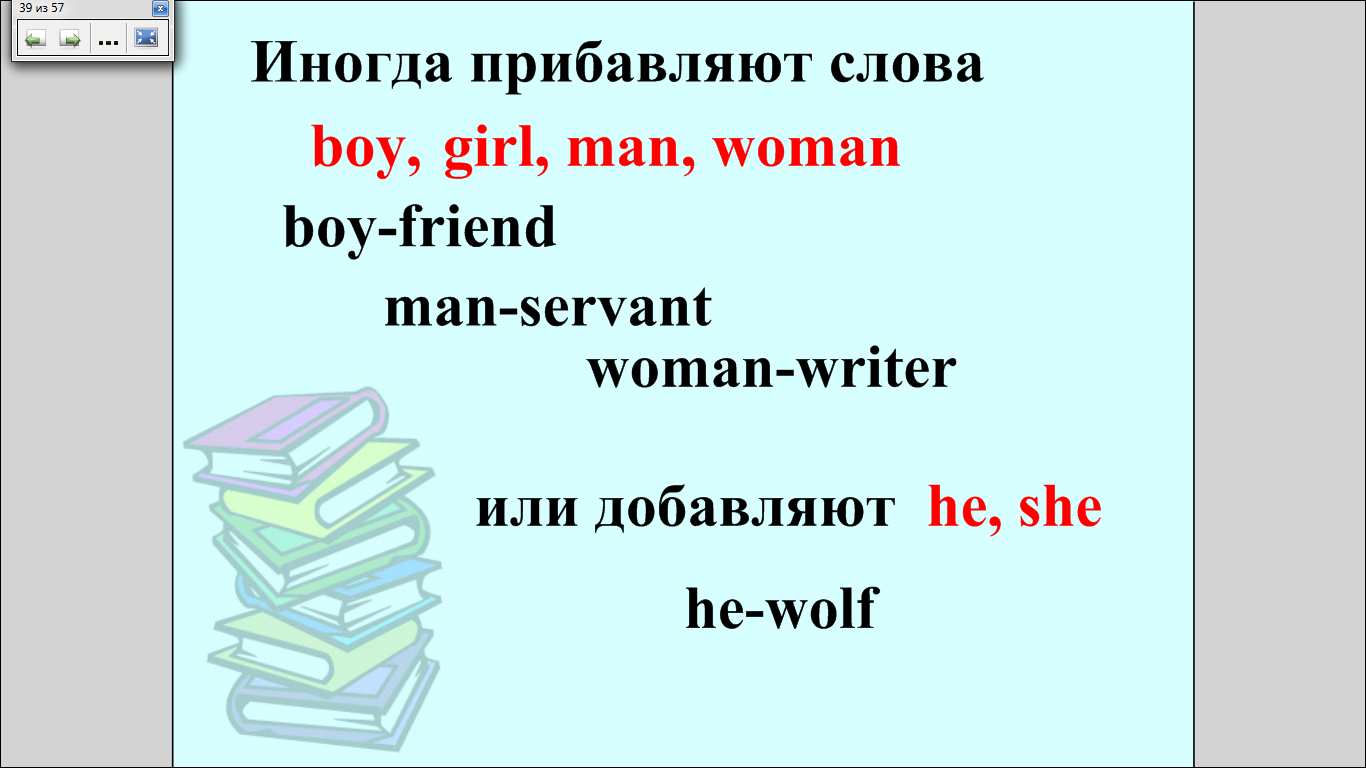 39 из 57
...
Иногда прибавляют слова
boy, girl, man, woman
boy-friend
man-servant
woman-writer
или добавляют he, she
he-wolf